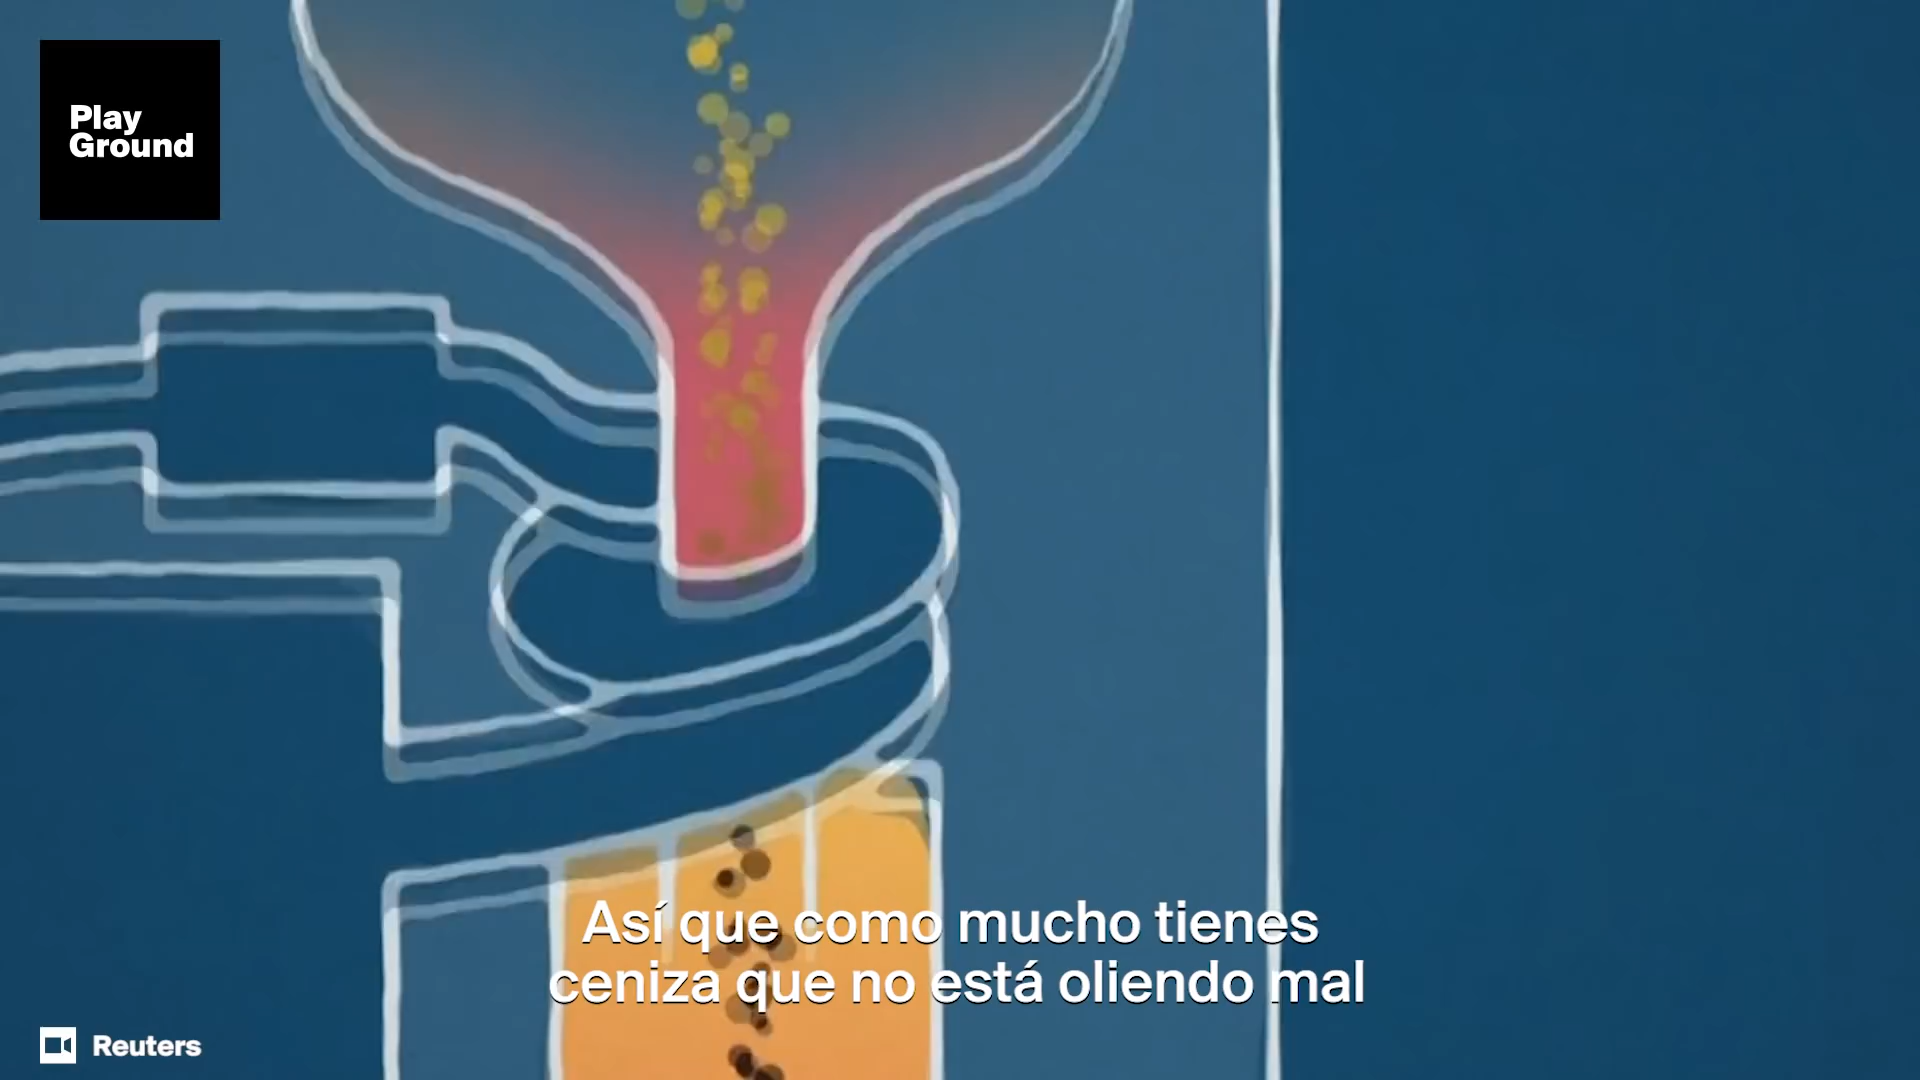 Play
Ground
Así que como mucho tienes
ceniza que no está oliendo mal
Reuters